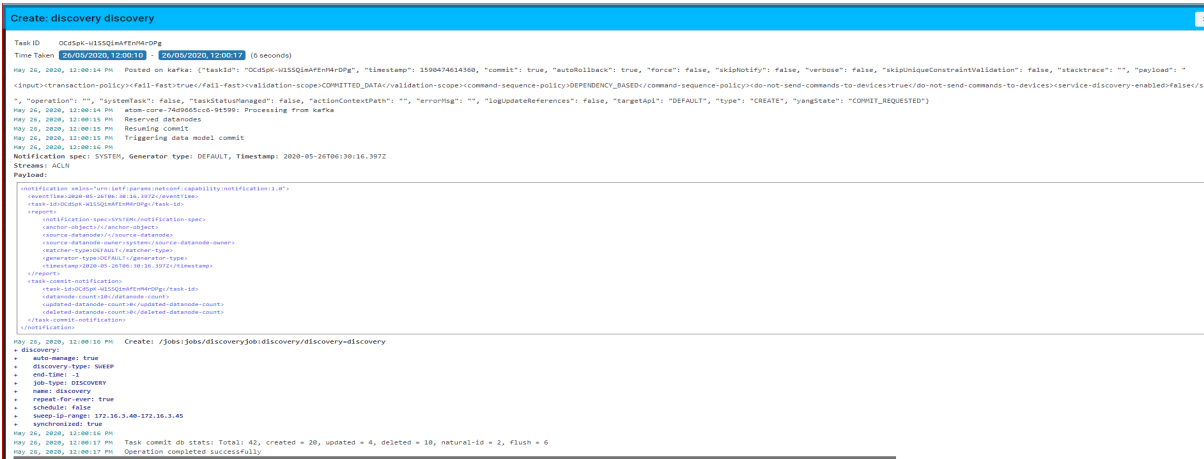 Create: discovery discovery
Task ID OCdSpK-W1SSQimAfEnM4rDPg
Time Taken 26/05/2020, 12:00:10 - 26/05/2020, 12:00:17 (6 seconds)
May 26, 2020, 12:00:14 PM Posted on kafka: {"taskId": "OCdSpK-W1SSQimAfEnM4rDPg", "timestamp": 1590474614360, "commit": true, "autoRollback": true, "force": false, "skipNotify": false, "verbose": false, "skipUniqueConstraintValidation": false, "stacktrace": "", "payload": "
<input><transaction-policy><fail-fast>true</fail-fast><validation-scope>COMMITTED_DATA</validation-scope><command-sequence-policy>DEPENDENCY_BASED</command-sequence-policy><do-not-send-commands-to-devices>true</do-not-send-commands-to-devices><service-discovery-enabled>false</s
", "operation": "", "systemTask": false, "taskStatusManaged": false, "actionContextPath": "", "errorMsg": "", "logUpdateReferences": false, "targetApi": "DEFAULT", "type": "CREATE", "yangState": "COMMIT_REQUESTED"}
May 26, 2020, 12:00:14 PM atom-core-74d9665cc6-9t599: Processing from kafka
May 26, 2020, 12:00:15 PM Reserved datanodes
May 26, 2020, 12:00:15 PM Resuming commit
May 26, 2020, 12:00:15 PM Triggering data model commit
May 26, 2020, 12:00:16 PM
Notification spec: SYSTEM, Generator type: DEFAULT, Timestamp: 2020-05-26T06:30:16.397Z
Streams: ACLN
Payload:
<notification xmlns="urn:ietf:params:netconf:capability:notification:1.0">
<eventTime>2020-05-26T06:30:16.397Z</eventTime>
<task-id>OCdSpK-W1SSQimAfEnM4rDPg</task-id>
<report>
<notification-spec>SYSTEM</notification-spec>
<anchor-object>/</anchor-object>
<source-datanode>/</source-datanode>
<source-datanode-owner>system</source-datanode-owner>
<matcher-type>DEFAULT</matcher-type>
<generator-type>DEFAULT</generator-type>
<timestamp>2020-05-26T06:30:16.397Z</timestamp>
</report>
<task-commit-notification>
<task-id>OCdSpK-W1SSQimAfEnM4rDPg</task-id>
<datanode-count>10</datanode-count>
<updated-datanode-count>0</updated-datanode-count>
<deleted-datanode-count>0</deleted-datanode-count>
</task-commit-notification>
</notification>
May 26, 2020, 12:00:16 PM Create: /jobs:jobs/discoveryjob:discovery/discovery=discovery
+ discovery:
+ auto-manage: true
+ discovery-type: SWEEP
+ end-time: -1
+ job-type: DISCOVERY
+ name: discovery
+ repeat-for-ever: true
+ schedule: false
+ sweep-ip-range: 172.16.3.40-172.16.3.45
+ synchronized: true
May 26, 2020, 12:00:16 PM
May 26, 2020, 12:00:17 PM Task commit db stats: Total: 42, created = 20, updated = 4, deleted = 10, natural-id = 2, flush = 6
May 26, 2020, 12:00:17 PM Operation completed successfully